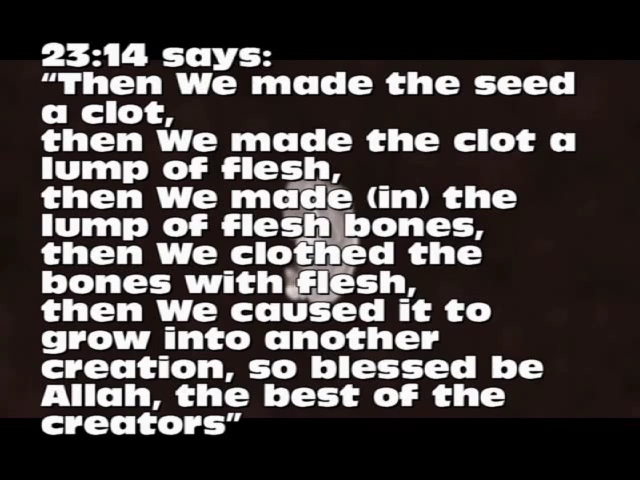 23:14 says:
“Then We made the seed
a clot,
then We made the clot a
lump of flesh,
then We made (in) the
lump of flesh bones,
then We clothed the
bones with flesh,
then We caused it to
grow into another
creation, so blessed be
Allah, the best of the
creators”